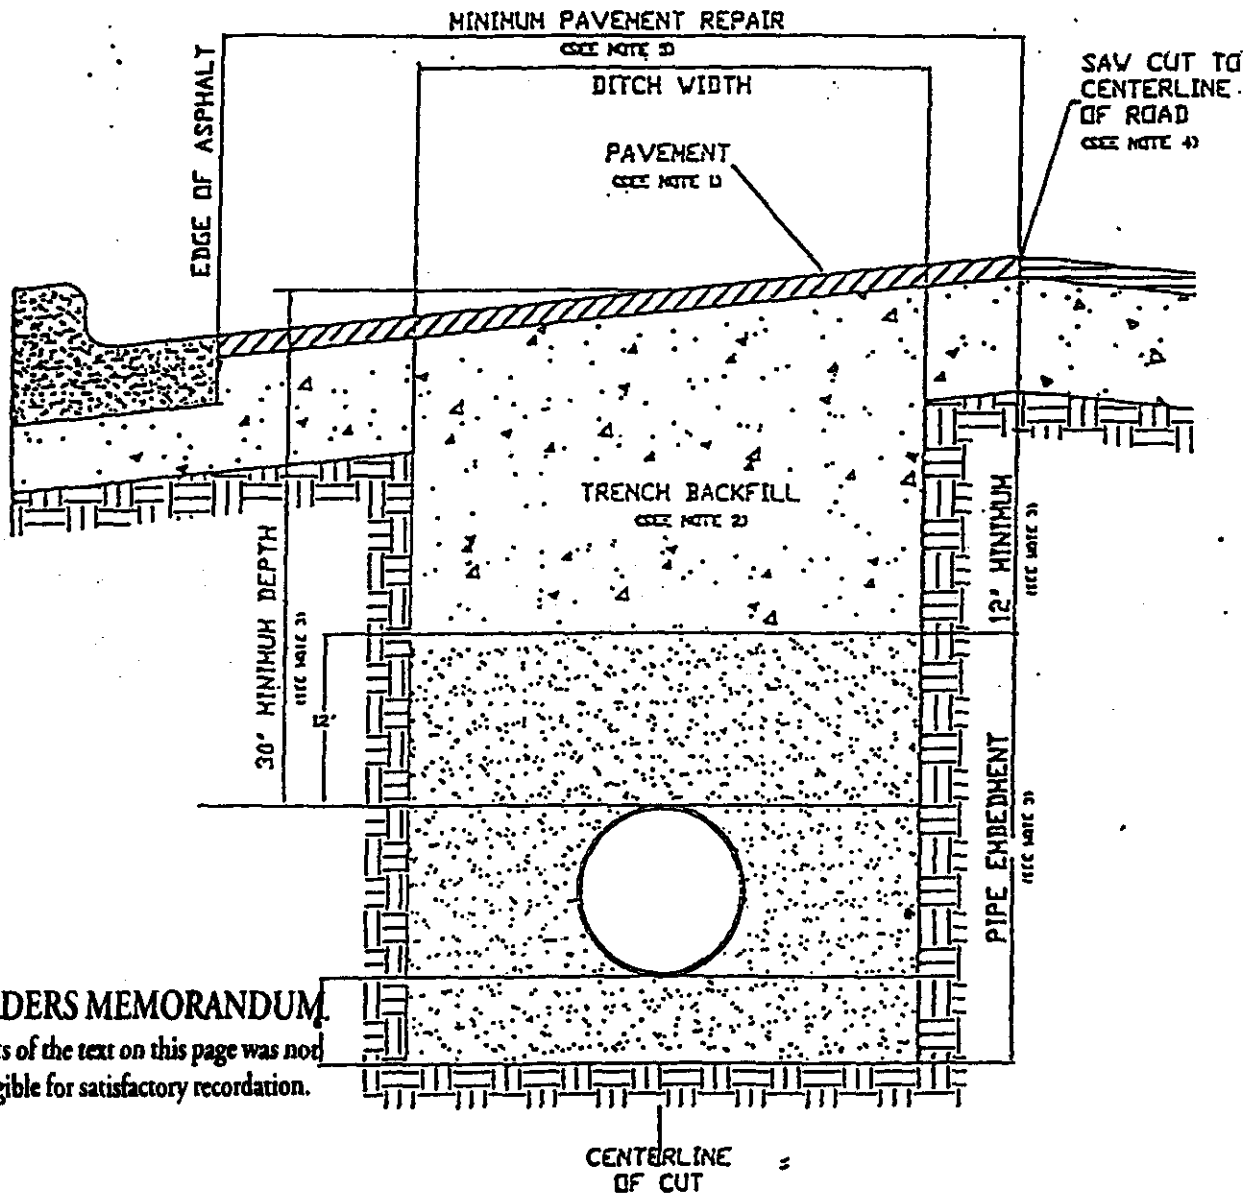 MINIMUM PAVEMENT REPAIR
(SEE NOTE 5)
DITCH WIDTH
EDGE OF ASPHALT
SAW CUT TO
CENTERLINE
OF ROAD
(SEE NOTE 4)
PAVEMENT
(SEE NOTE 1)
TRENCH BACKFILL
(SEE NOTE 2)
30" MINIMUM DEPTH
(SEE NOTE 3)
12"
12" MINIMUM
(SEE NOTE 3)
PIPE EMBEDMENT
(SEE NOTE 3)
DERS MEMORANDUM
ts of the text on this page was not
gible for satisfactory recordation.
CENTERLINE
OF CUT